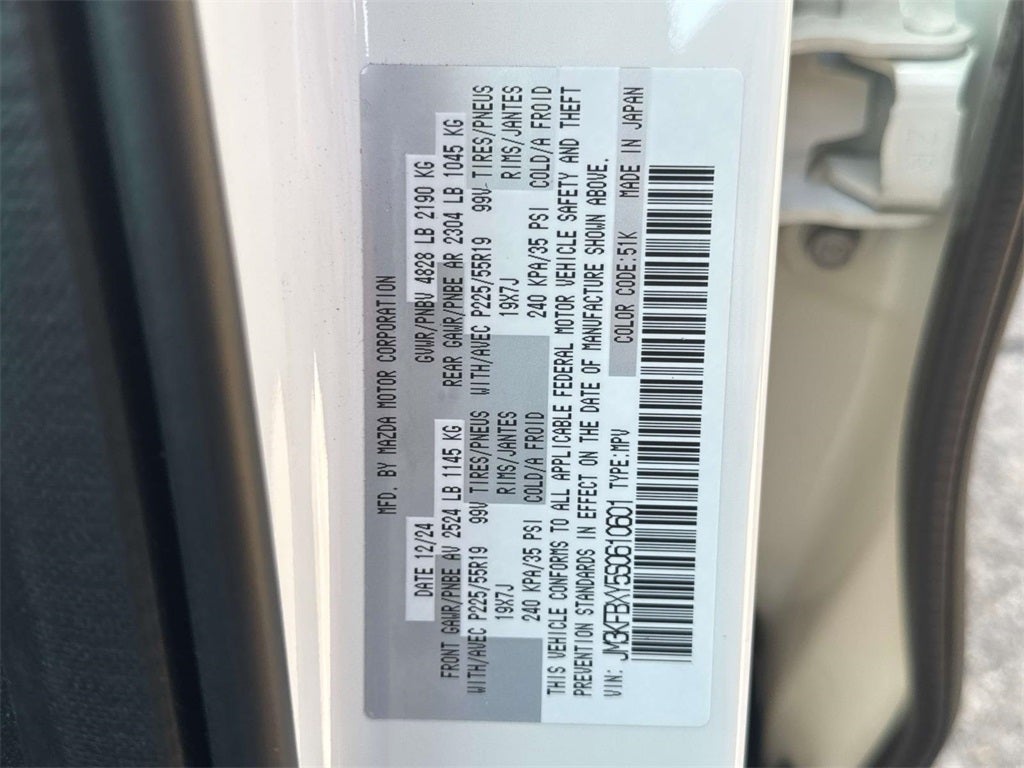 MFD. BY MAZDA MOTOR CORPORATION
DATE 12/24 GVWR/PNBV 4828 LB 2190 KG
FRONT GAWR/PNBE AV 2524 LB 1145 KG REAR GAWR/PNBE AR 2304 LB 1045 KG
WITH/AVEC P225/55R19 99V TIRES/PNEUS WITH/AVEC P225/55R19 99V TIRES/PNEUS
19X7J RIMS/JANTES 19X7J RIMS/JANTES
240 KPA/35 PSI COLD/A FROID 240 KPA/35 PSI COLD/A FROID
THIS VEHICLE CONFORMS TO ALL APPLICABLE FEDERAL MOTOR VEHICLE SAFETY AND THEFT
PREVENTION STANDARDS IN EFFECT ON THE DATE OF MANUFACTURE SHOWN ABOVE.
VIN: JM3KFBXY5S0610601 TYPE:MPV COLOR CODE:51K MADE IN JAPAN